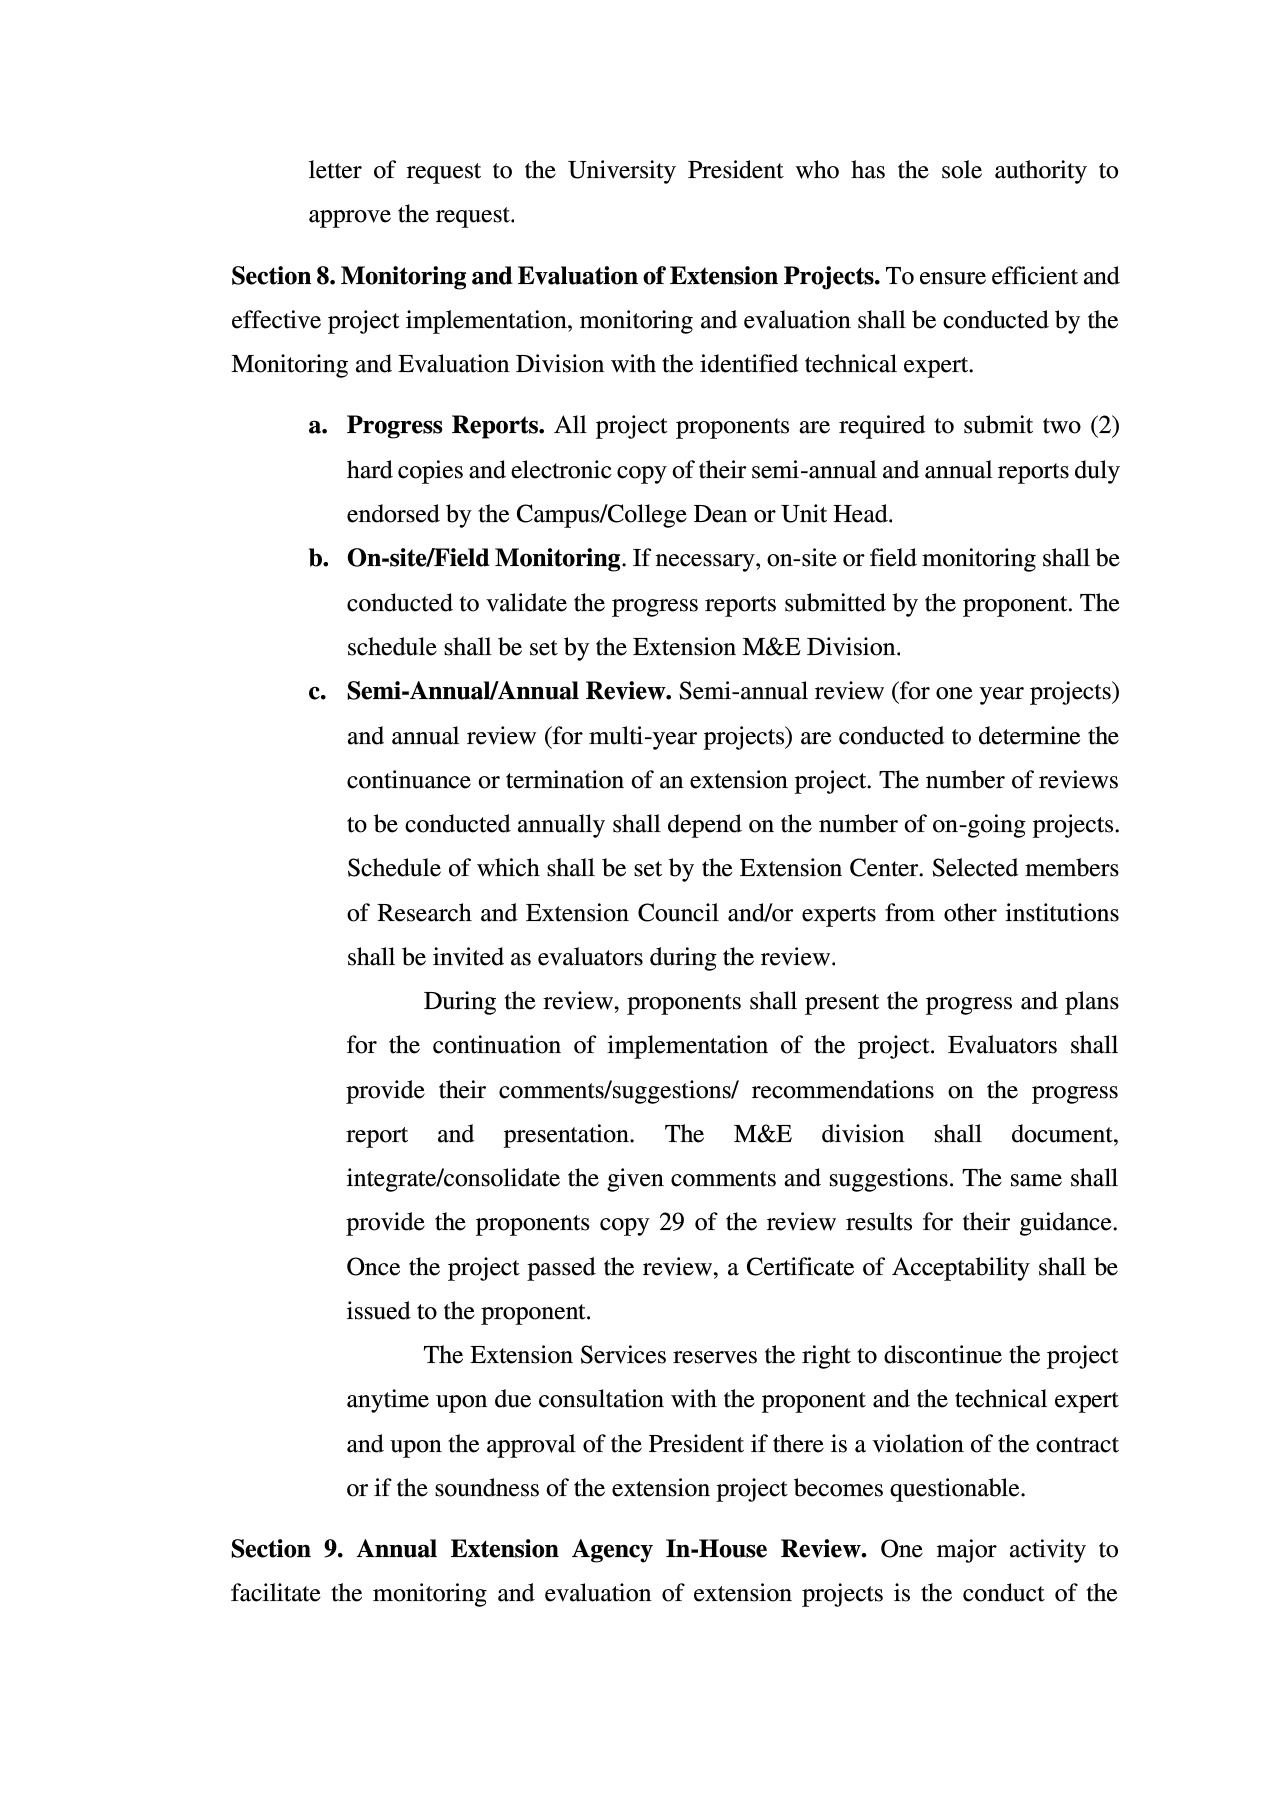 letter of request to the University President who has the sole authority to
approve the request.
Section 8. Monitoring and Evaluation of Extension Projects. To ensure efficient and
effective project implementation, monitoring and evaluation shall be conducted by the
Monitoring and Evaluation Division with the identified technical expert.
a. Progress Reports. All project proponents are required to submit two (2)
hard copies and electronic copy of their semi-annual and annual reports duly
endorsed by the Campus/College Dean or Unit Head.
b. On-site/Field Monitoring. If necessary, on-site or field monitoring shall be
conducted to validate the progress reports submitted by the proponent. The
schedule shall be set by the Extension M&E Division.
c. Semi-Annual/Annual Review. Semi-annual review (for one year projects)
and annual review (for multi-year projects) are conducted to determine the
continuance or termination of an extension project. The number of reviews
to be conducted annually shall depend on the number of on-going projects.
Schedule of which shall be set by the Extension Center. Selected members
of Research and Extension Council and/or experts from other institutions
shall be invited as evaluators during the review.
During the review, proponents shall present the progress and plans
for the continuation of implementation of the project. Evaluators shall
provide their comments/suggestions/ recommendations on the progress
report and presentation. The M&E division shall document,
integrate/consolidate the given comments and suggestions. The same shall
provide the proponents copy 29 of the review results for their guidance.
Once the project passed the review, a Certificate of Acceptability shall be
issued to the proponent.
The Extension Services reserves the right to discontinue the project
anytime upon due consultation with the proponent and the technical expert
and upon the approval of the President if there is a violation of the contract
or if the soundness of the extension project becomes questionable.
Section 9. Annual Extension Agency In-House Review. One major activity to
facilitate the monitoring and evaluation of extension projects is the conduct of the